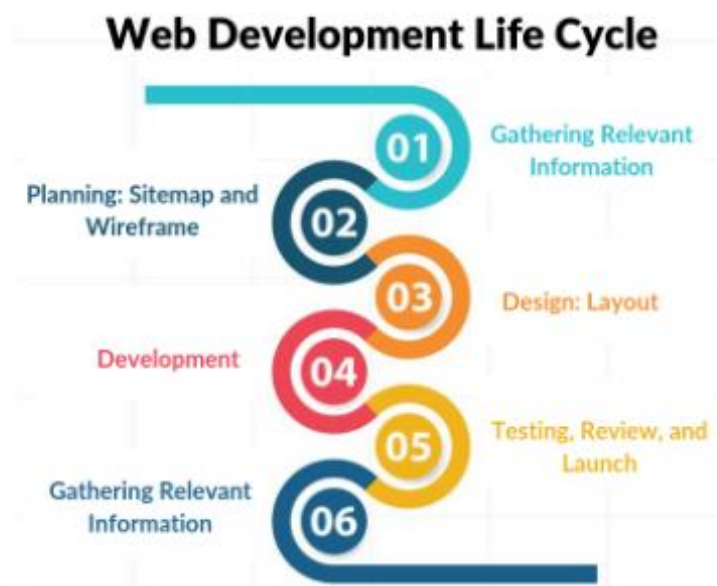 Web Development Life Cycle
01
Gathering Relevant
Information
Planning: Sitemap and
Wireframe
02
03
Design: Layout
Development
04
05
Testing, Review, and
Launch
Gathering Relevant
Information
06